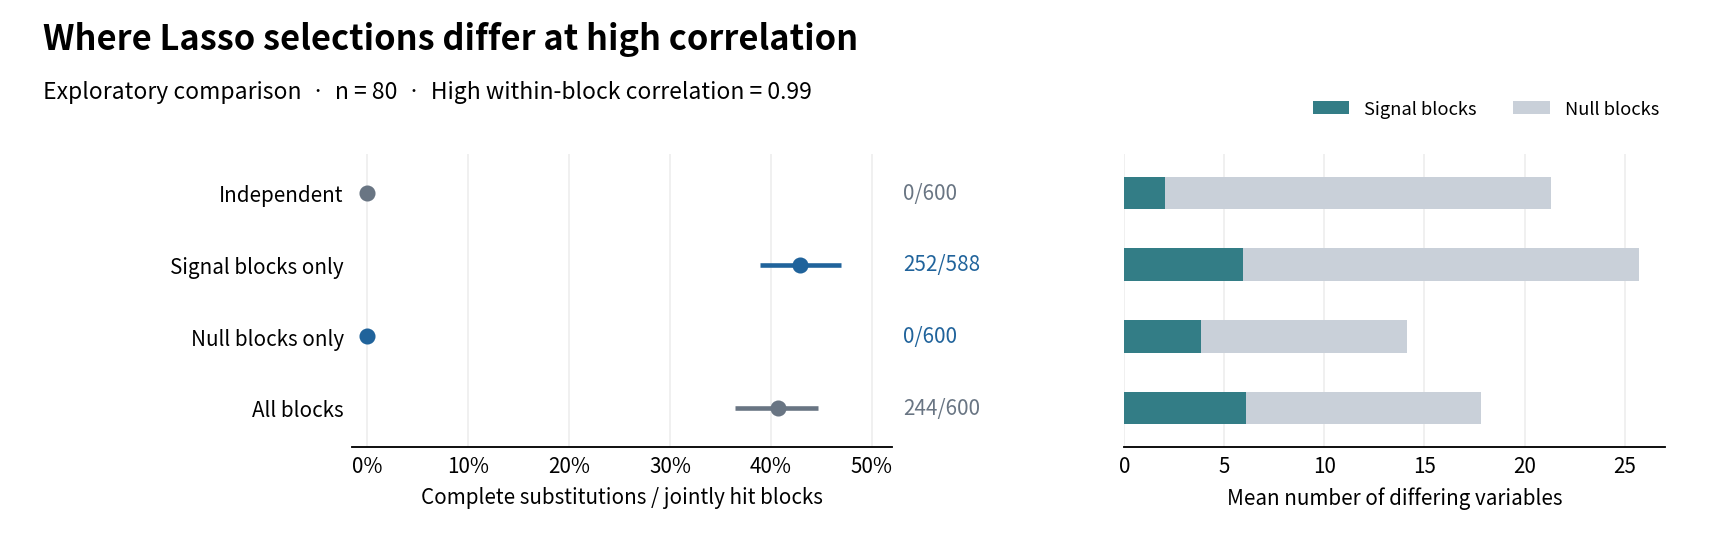 Where Lasso selections differ at high correlation
Exploratory comparison · n = 80 · High within-block correlation = 0.99
Signal blocks
Null blocks
Independent
0/600
Signal blocks only
252/588
Null blocks only
0/600
All blocks
244/600
0% 10% 20% 30% 40% 50%
Complete substitutions / jointly hit blocks
0 5 10 15 20 25
Mean number of differing variables